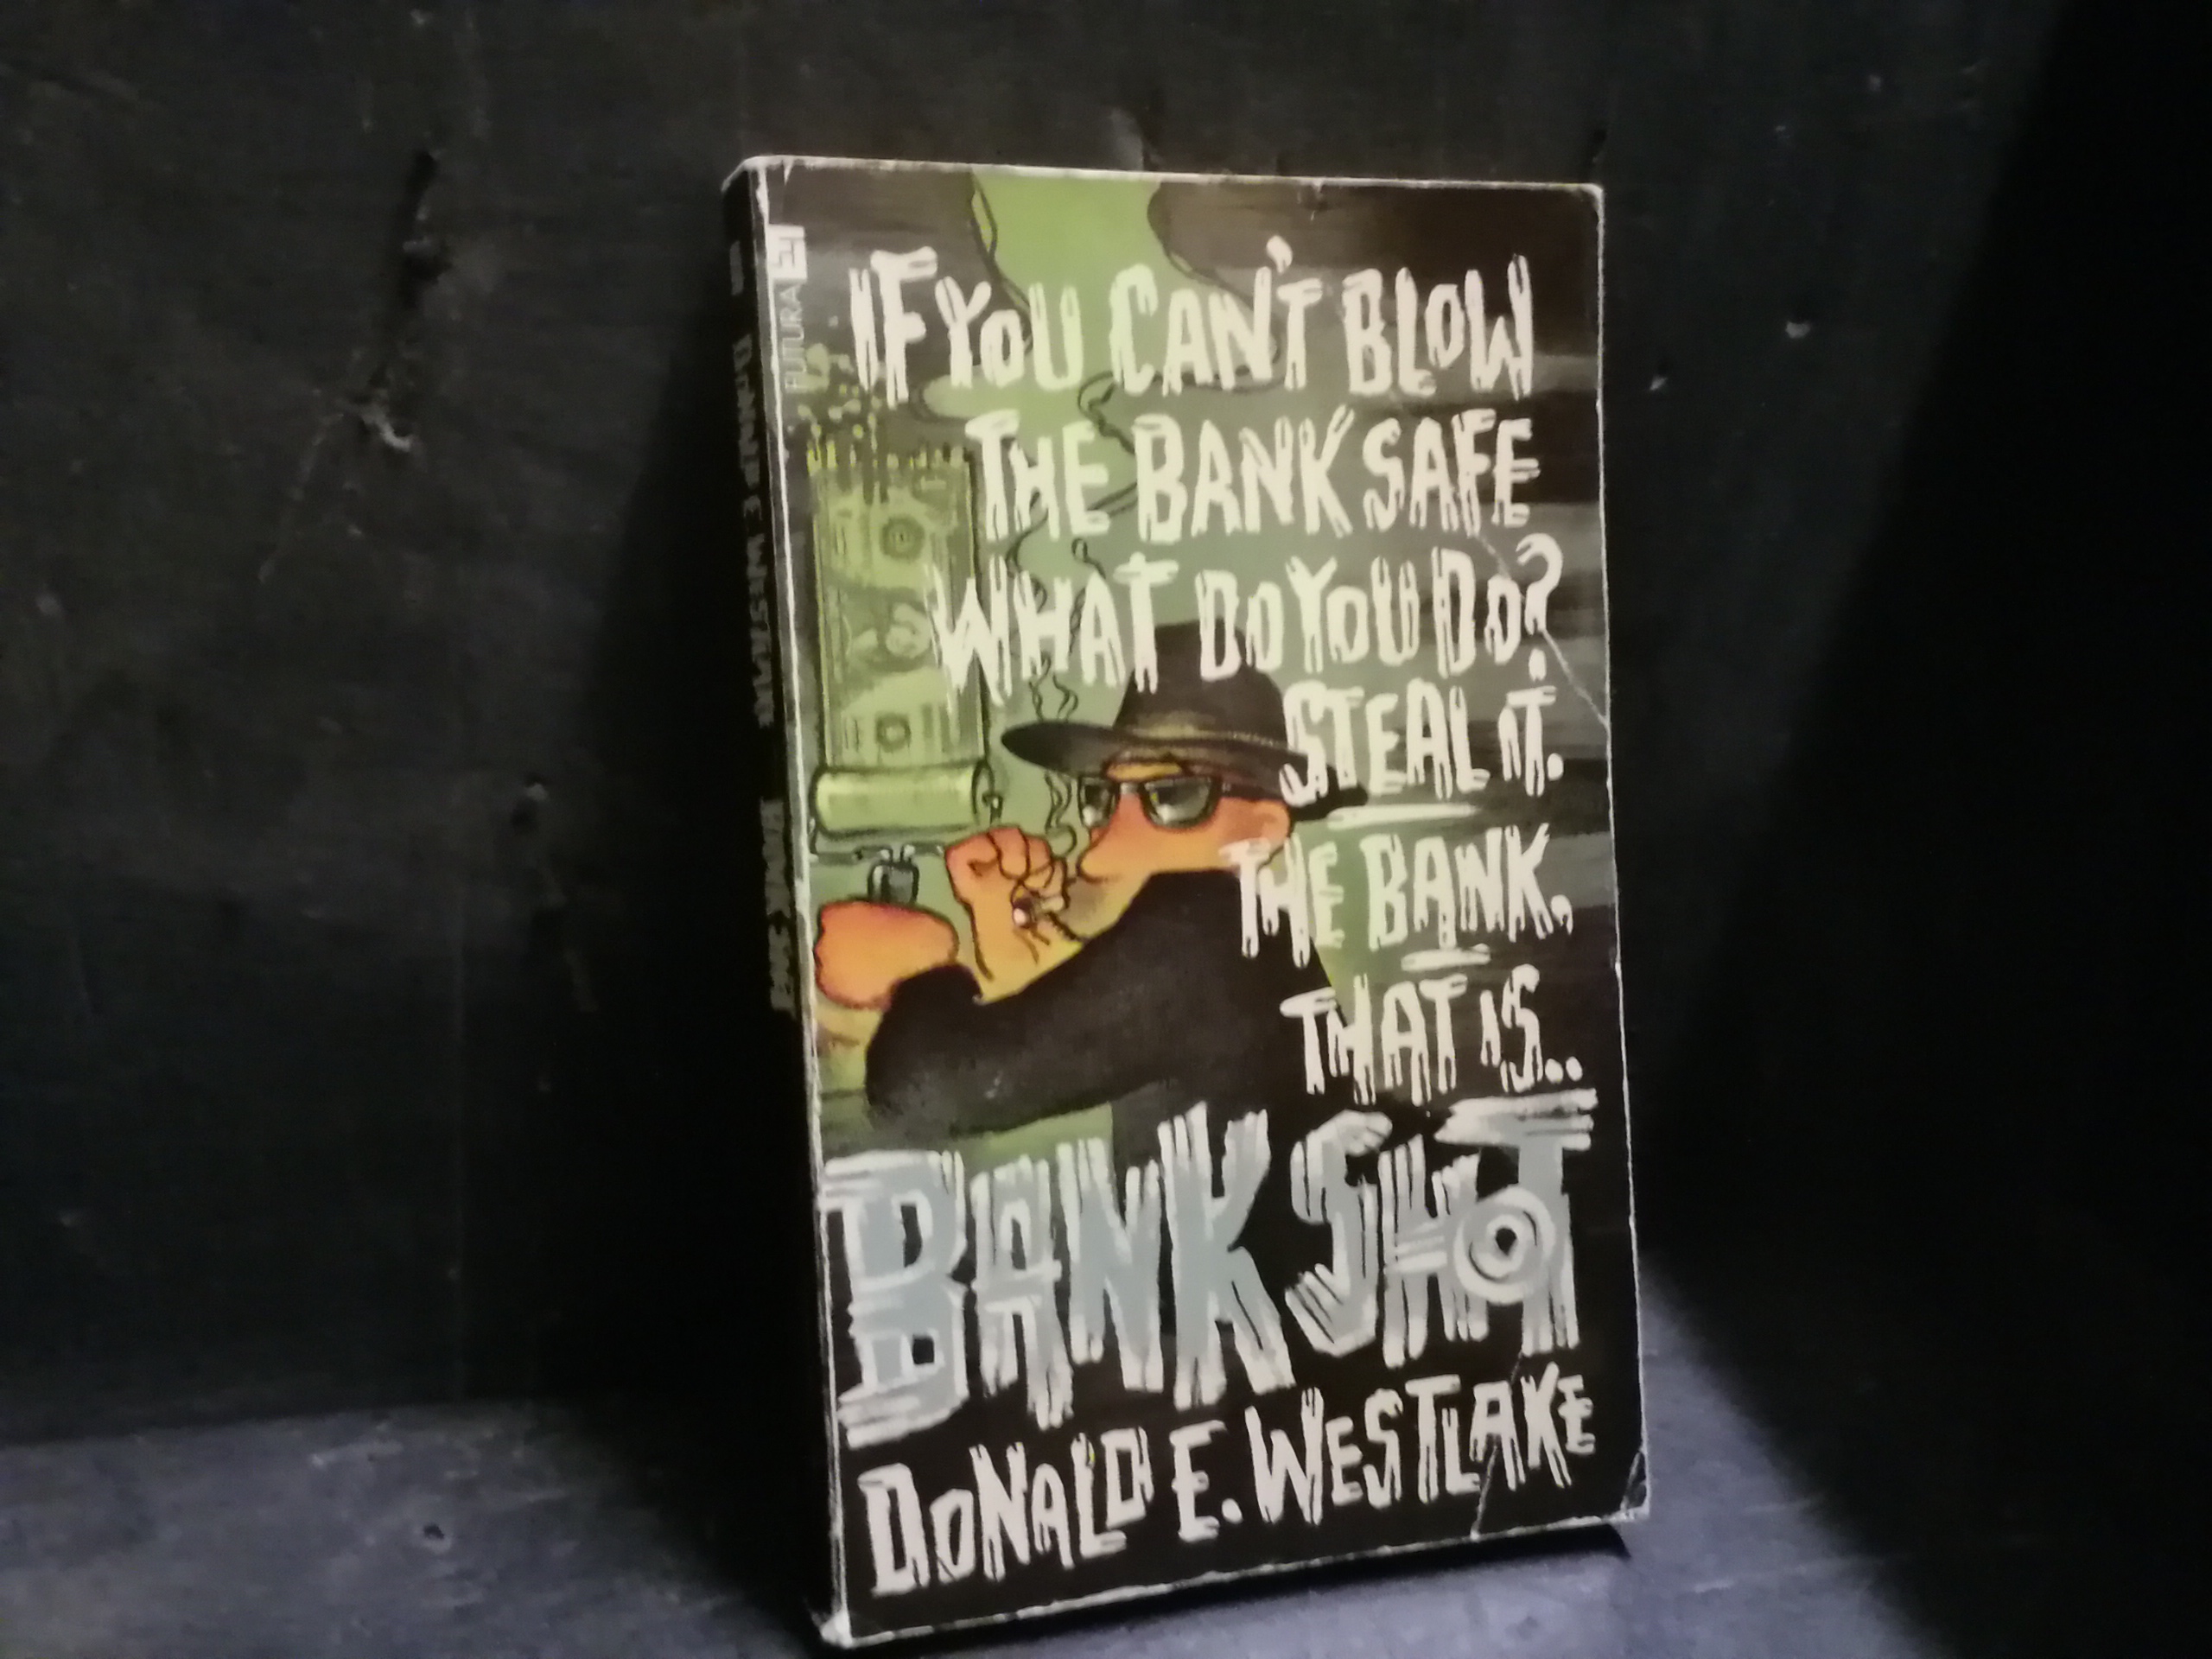 FUTURA
IF YOU CAN'T BLOW
THE BANK SAFE
WHAT DO YOU DO?
STEAL IT.
THE BANK,
THAT IS..
BANK SHOT
DONALD E. WESTLAKE
DONALD E. WESTLAKE BANK SHOT